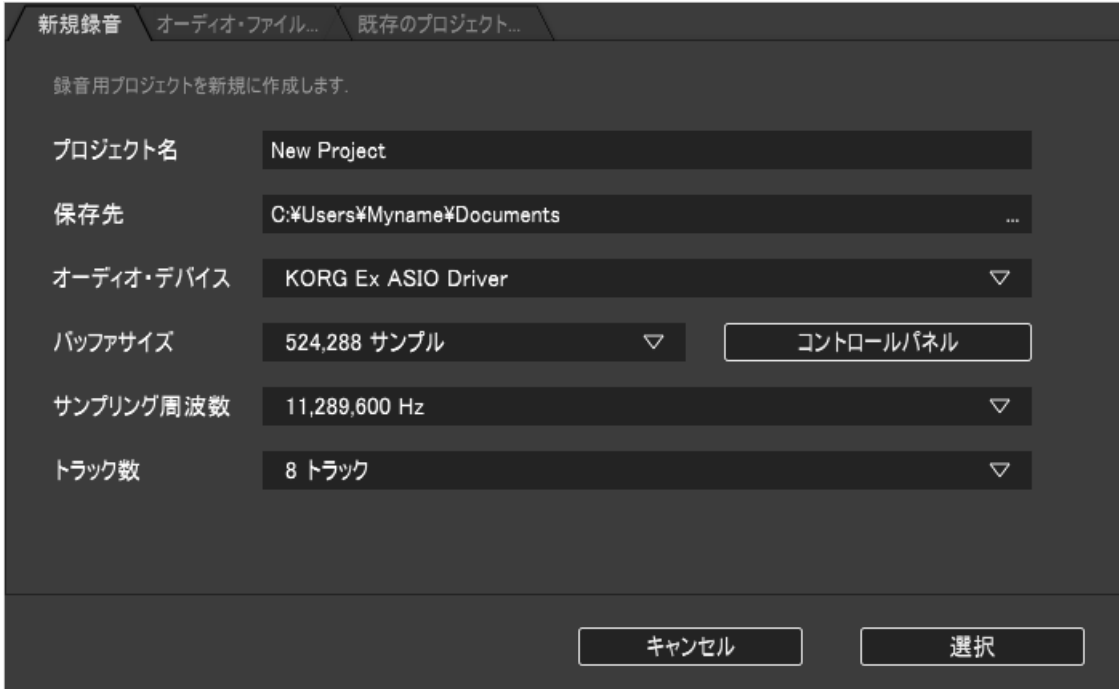 新規録音 オーディオ・ファイル... 既存のプロジェクト...
録音用プロジェクトを新規に作成します.
プロジェクト名 New Project
保存先 C:¥Users¥Myname¥Documents ...
オーディオ・デバイス KORG Ex ASIO Driver ▽
バッファサイズ 524,288 サンプル ▽ コントロールパネル
サンプリング周波数 11,289,600 Hz ▽
トラック数 8 トラック ▽
キャンセル 選択